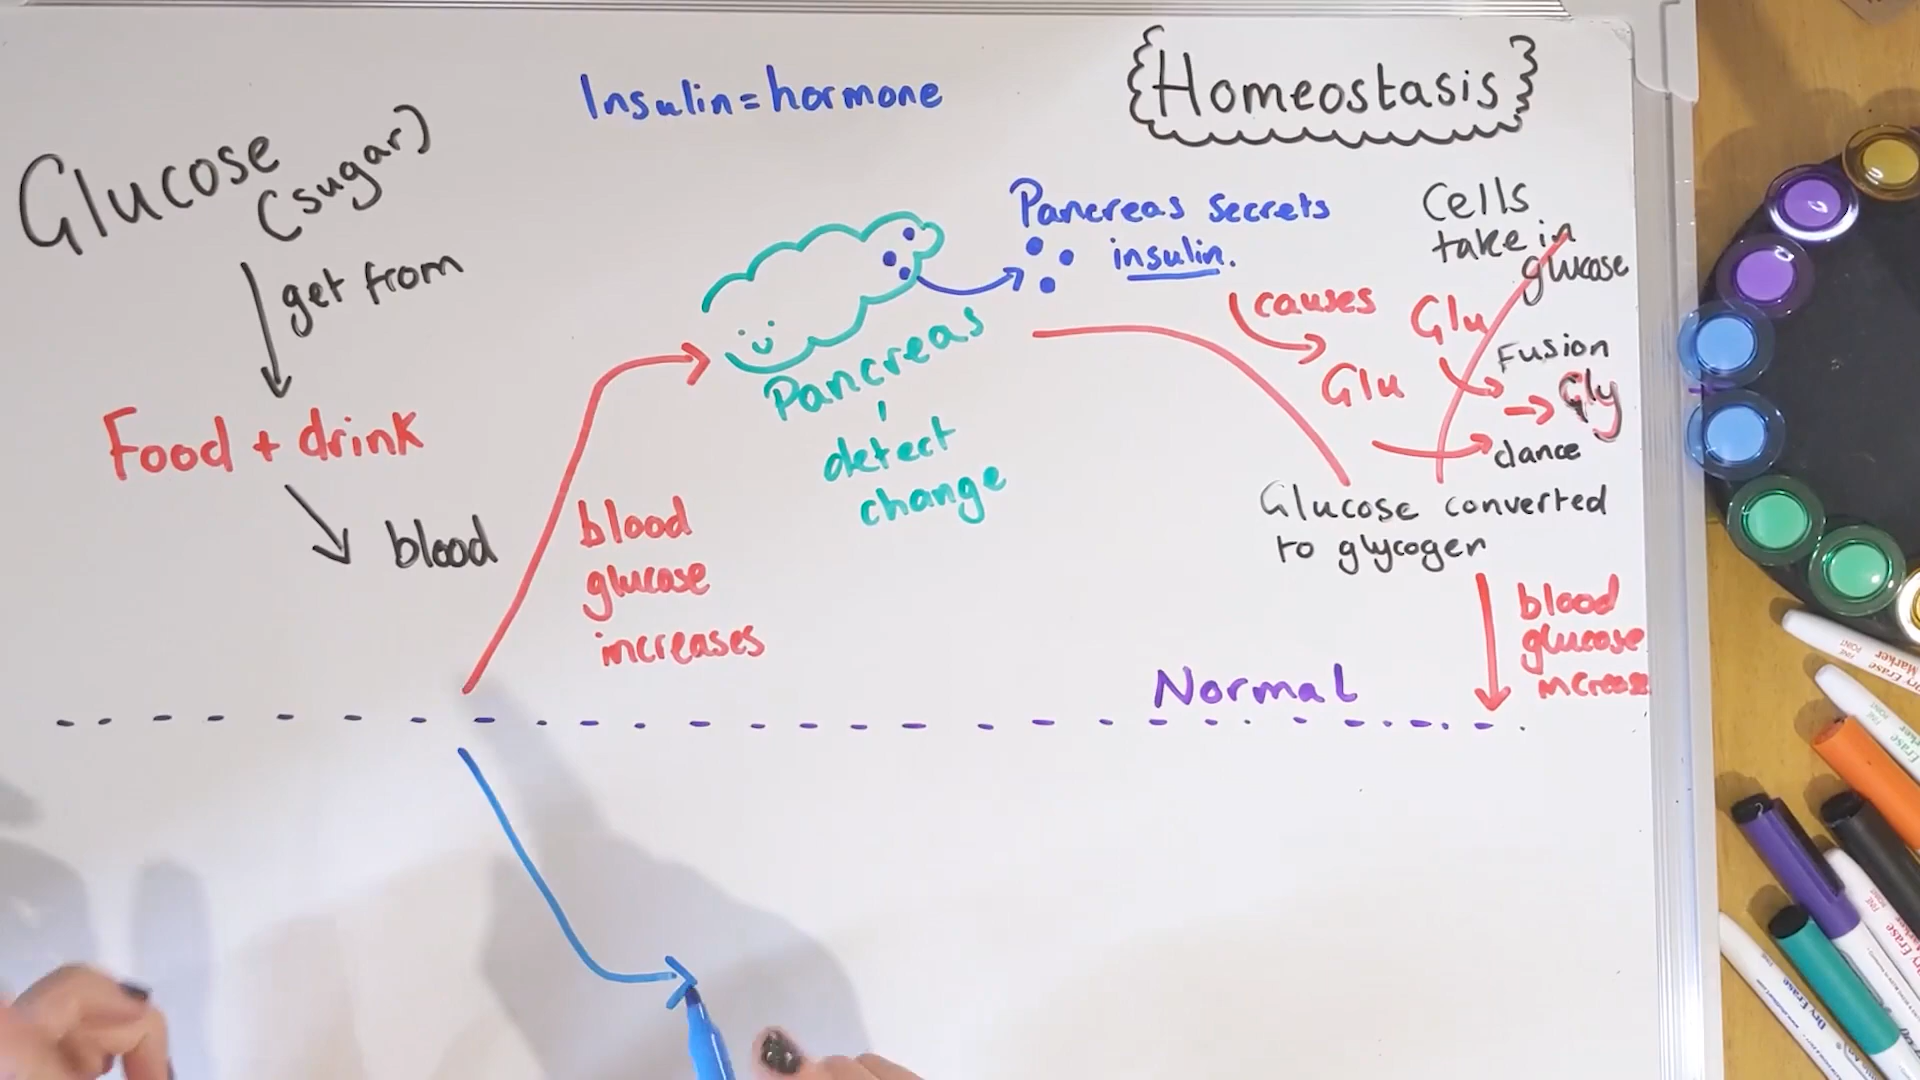 Insulin = hormone
Homeostasis
Glucose
(sugar)
get from
Food + drink
blood
blood
glucose
increases
Pancreas
detect
change
Pancreas secrets
insulin.
causes
Glu
Glu
Cells
take in
glucose
Fusion
Gly
dance
Glucose converted
to glycogen
blood
glucose
increase
Normal